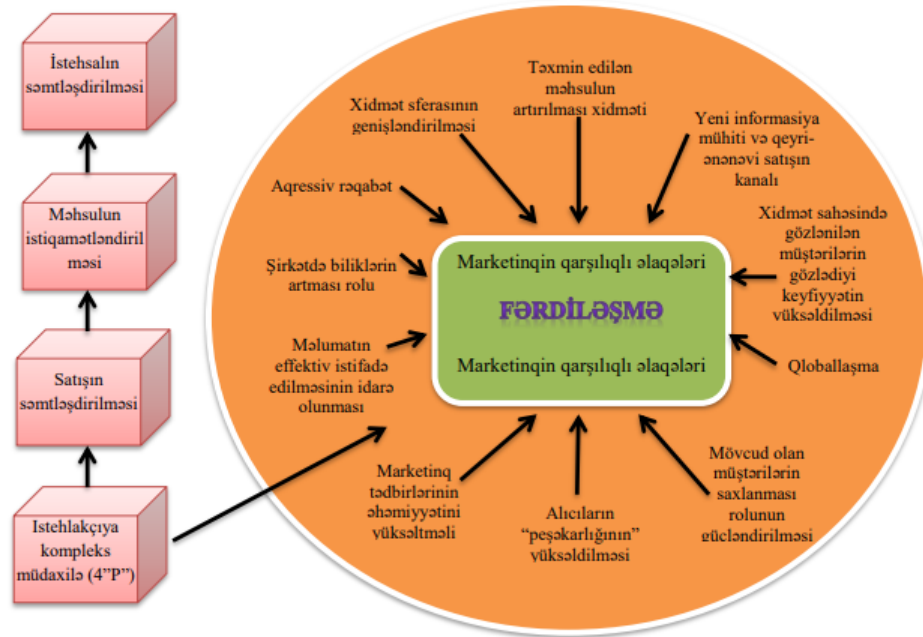 İstehsalın
səmtləşdirilməsi
Məhsulun
istiqamətləndiril
məsi
Satışın
səmtləşdirilməsi
Istehlakçıya
kompleks
müdaxilə (4”P”)
Təxmin edilən
məhsulun
artırılması xidməti
Xidmət sferasının
genişləndirilməsi
Yeni informasiya
mühiti və qeyri-
ənənəvi satışın
kanalı
Aqressiv rəqabət
Xidmət sahəsində
gözlənilən
müştərilərin
gözlədiyi
keyfiyyətin
yüksəldilməsi
Şirkətdə biliklərin
artması rolu
Marketinqin qarşılıqlı əlaqələri
FƏRDİLƏŞMƏ
Marketinqin qarşılıqlı əlaqələri
Məlumatın
effektiv istifadə
edilməsinin idarə
olunması
Qloballaşma
Marketinq
tədbirlərinin
əhəmiyyətini
yüksəltməli
Alıcıların
“peşəkarlığının”
yüksəldilməsi
Mövcud olan
müştərilərin
saxlanması
rolunun
gücləndirilməsi